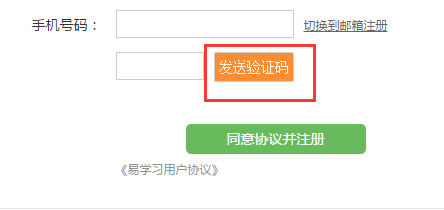 手机号码： 切换到邮箱注册
发送验证码
同意协议并注册
《易学习用户协议》